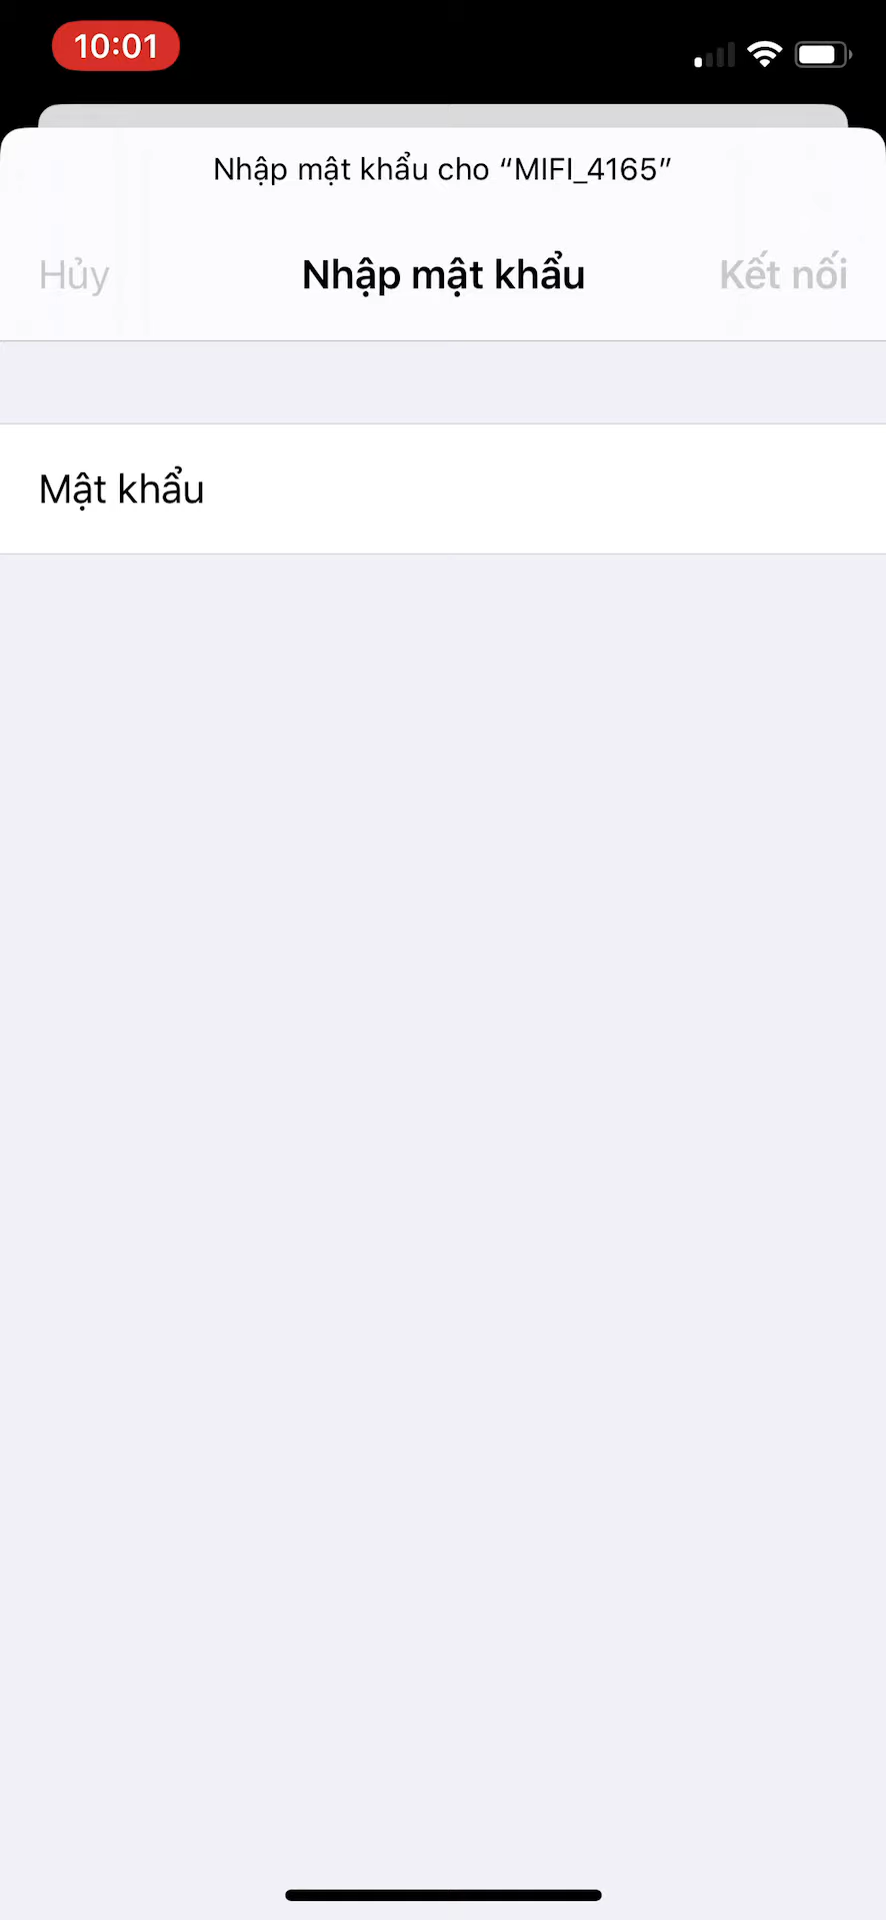 10:01
Nhập mật khẩu cho “MIFI_4165”
Hủy
Nhập mật khẩu
Kết nối
Mật khẩu